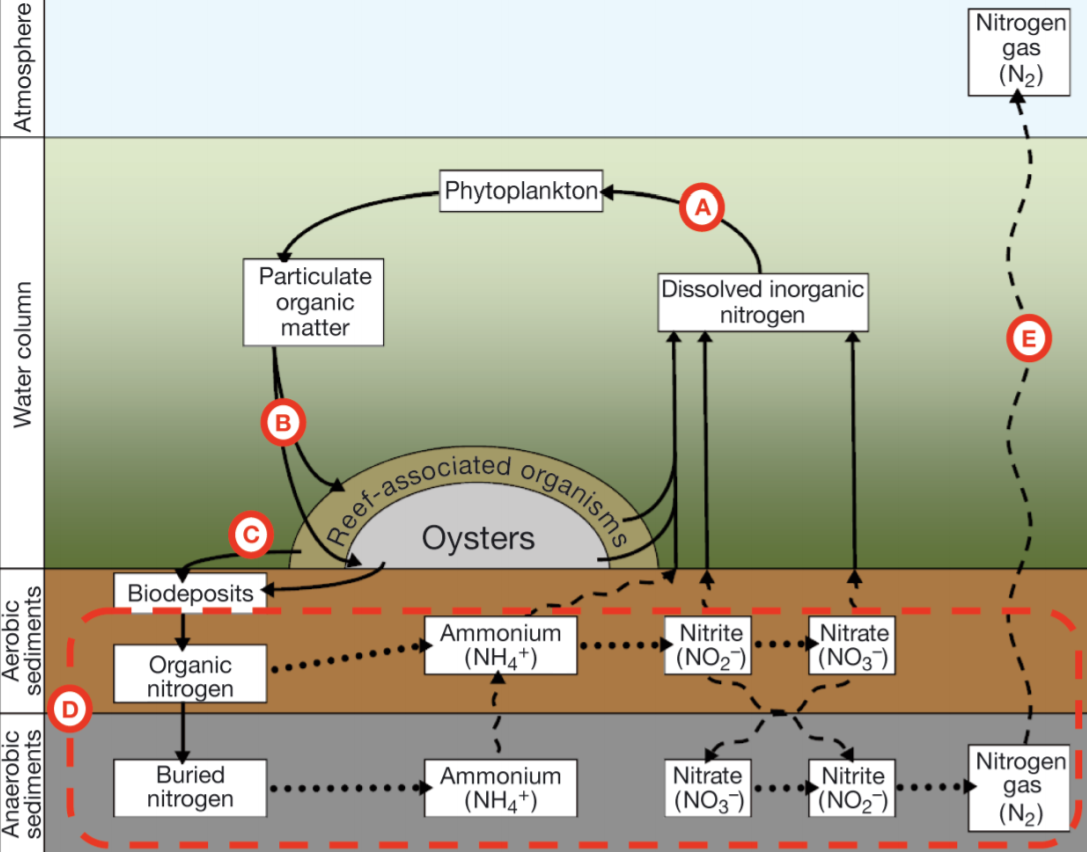 Atmosphere
Nitrogen
gas
(N₂)
Water column
Phytoplankton
A
Particulate
organic
matter
Dissolved inorganic
nitrogen
E
B
Reef-associated organisms
Oysters
C
Aerobic
sediments
Biodeposits
Organic
nitrogen
Ammonium
(NH₄⁺)
Nitrite
(NO₂⁻)
Nitrate
(NO₃⁻)
D
Anaerobic
sediments
Buried
nitrogen
Ammonium
(NH₄⁺)
Nitrate
(NO₃⁻)
Nitrite
(NO₂⁻)
Nitrogen
gas
(N₂)